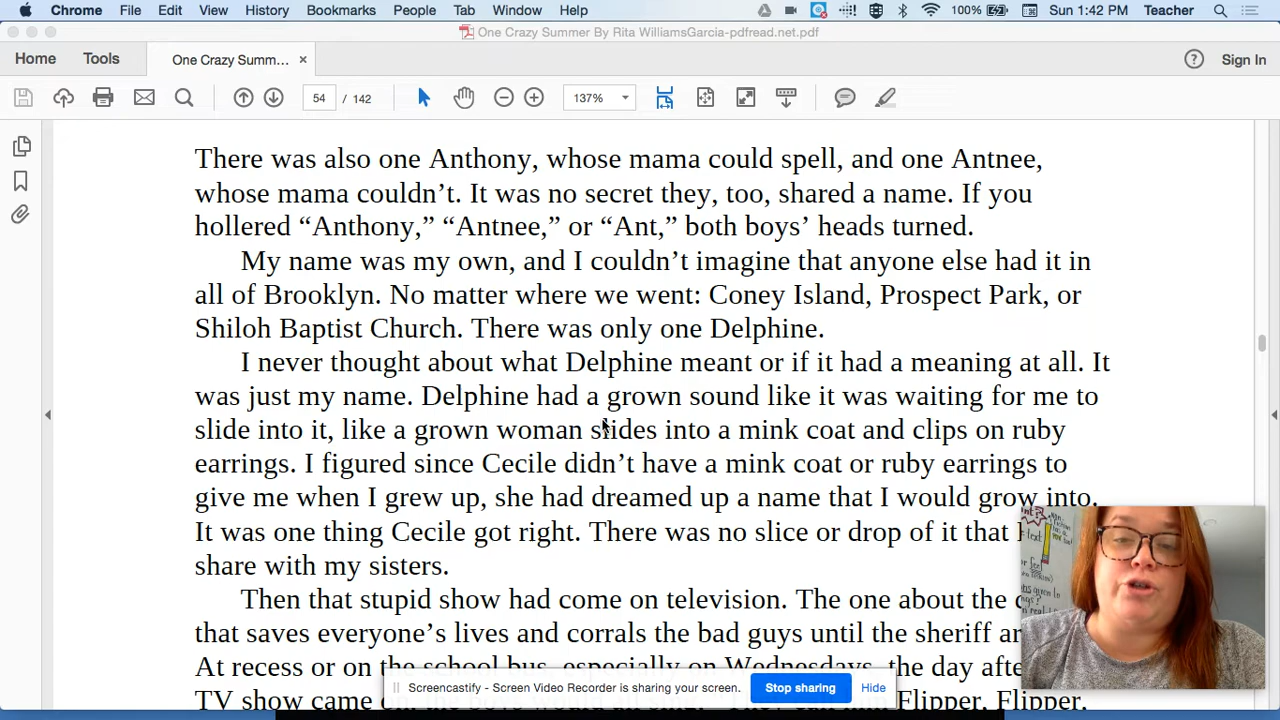 Chrome File Edit View History Bookmarks People Tab Window Help 100% Sun 1:42 PM Teacher
One Crazy Summer By Rita WilliamsGarcia-pdfread.net.pdf
Home Tools One Crazy Summ... × ? Sign In
54 / 142 137%
There was also one Anthony, whose mama could spell, and one Antnee,
whose mama couldn’t. It was no secret they, too, shared a name. If you
hollered “Anthony,” “Antnee,” or “Ant,” both boys’ heads turned.
My name was my own, and I couldn’t imagine that anyone else had it in
all of Brooklyn. No matter where we went: Coney Island, Prospect Park, or
Shiloh Baptist Church. There was only one Delphine.
I never thought about what Delphine meant or if it had a meaning at all. It
was just my name. Delphine had a grown sound like it was waiting for me to
slide into it, like a grown woman slides into a mink coat and clips on ruby
earrings. I figured since Cecile didn’t have a mink coat or ruby earrings to
give me when I grew up, she had dreamed up a name that I would grow into.
It was one thing Cecile got right. There was no slice or drop of it that
share with my sisters.
Then that stupid show had come on television. The one about the
that saves everyone’s lives and corrals the bad guys until the sheriff
At recess or on the school bus, especially on Wednesdays, the day
TV show came Flipper, Flipper,
Screencastify - Screen Video Recorder is sharing your screen. Stop sharing Hide